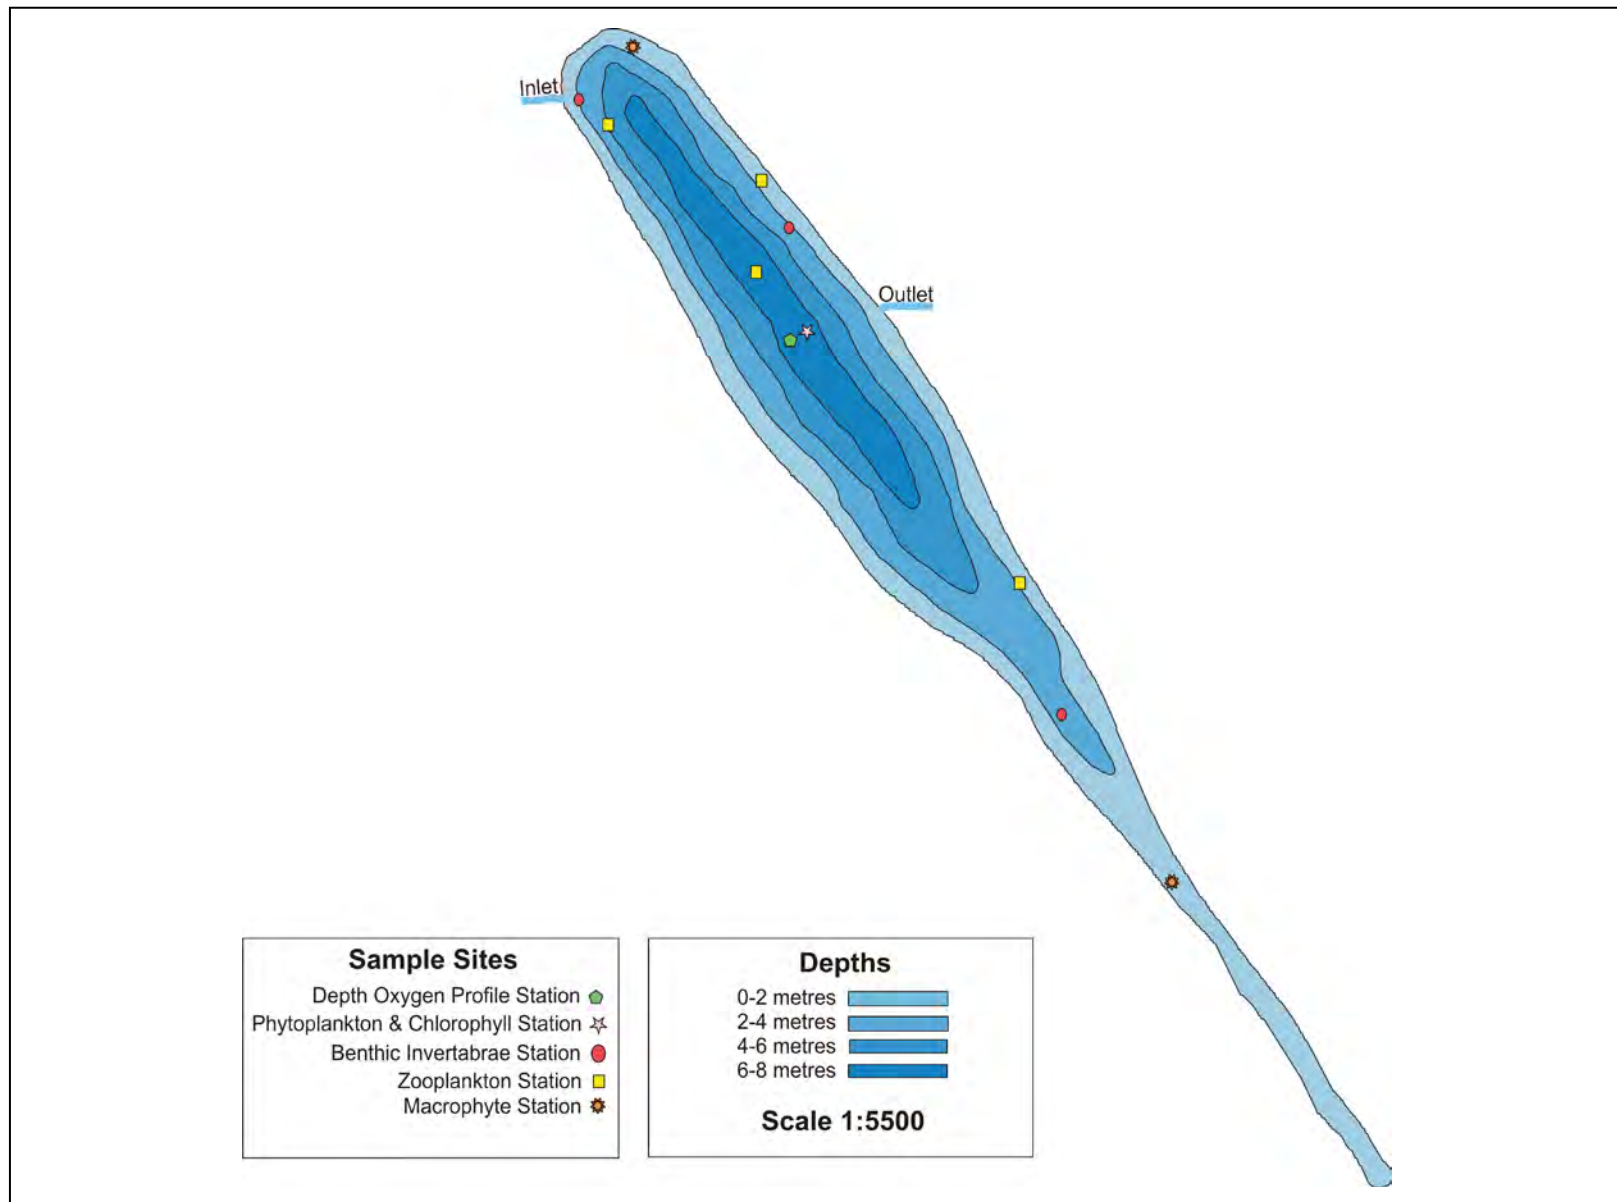 Inlet
Outlet
Sample Sites
Depth Oxygen Profile Station
Phytoplankton & Chlorophyll Station
Benthic Invertabrae Station
Zooplankton Station
Macrophyte Station
Depths
0-2 metres
2-4 metres
4-6 metres
6-8 metres
Scale 1:5500